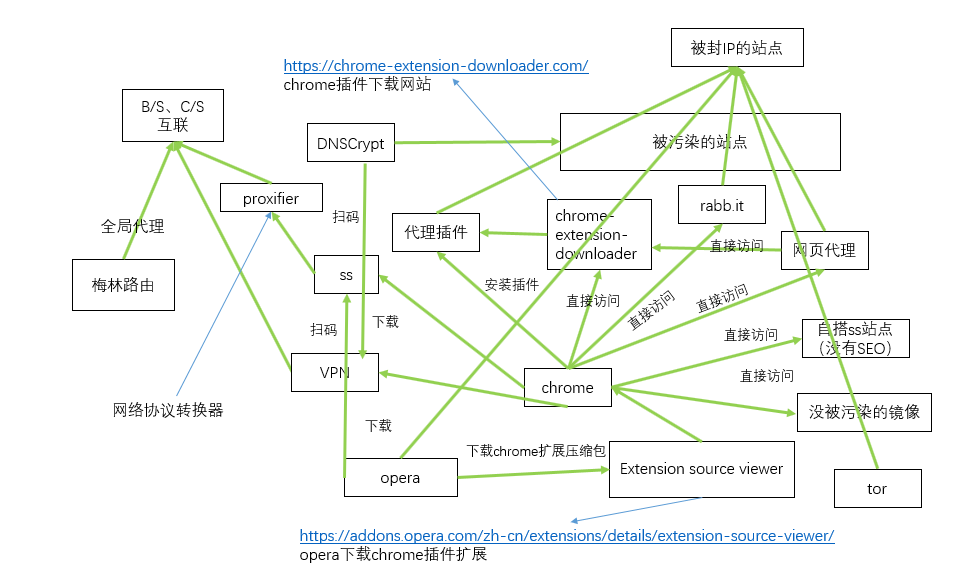 被封IP的站点
https://chrome-extension-downloader.com/
chrome插件下载网站
B/S、C/S
互联
DNSCrypt
被污染的站点
proxifier
扫码
代理插件
chrome-
extension-
downloader
rabb.it
全局代理
直接访问
网页代理
梅林路由
ss
安装插件
直接访问
直接访问
直接访问
扫码
下载
直接访问
自搭ss站点
（没有SEO）
VPN
chrome
直接访问
网络协议转换器
没被污染的镜像
下载
下载chrome扩展压缩包
opera
Extension source viewer
tor
https://addons.opera.com/zh-cn/extensions/details/extension-source-viewer/
opera下载chrome插件扩展